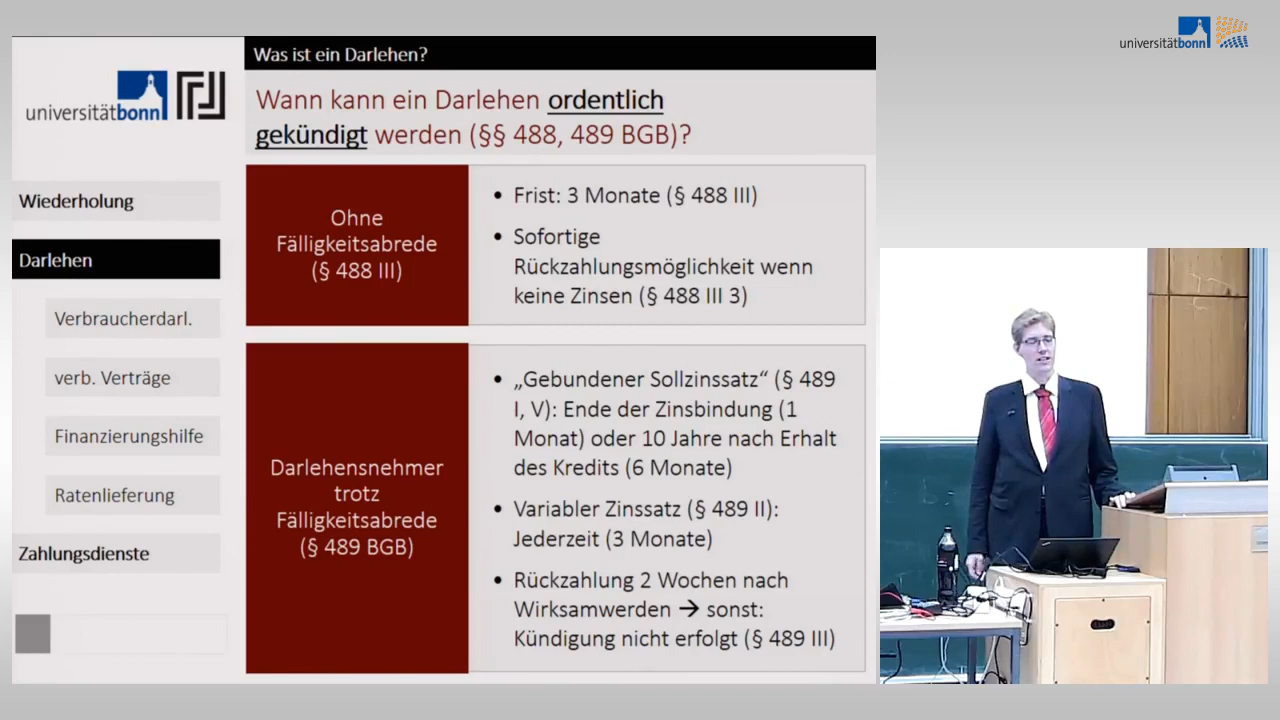 universitätbonn
Was ist ein Darlehen?
universitätbonn
Wann kann ein Darlehen ordentlich
gekündigt werden (§§ 488, 489 BGB)?
Wiederholung
Darlehen
Verbraucherdarl.
verb. Verträge
Finanzierungshilfe
Ratenlieferung
Zahlungsdienste
Ohne
Fälligkeitsabrede
(§ 488 III)
• Frist: 3 Monate (§ 488 III)
• Sofortige
Rückzahlungsmöglichkeit wenn
keine Zinsen (§ 488 III 3)
Darlehensnehmer
trotz
Fälligkeitsabrede
(§ 489 BGB)
• „Gebundener Sollzinssatz“ (§ 489
I, V): Ende der Zinsbindung (1
Monat) oder 10 Jahre nach Erhalt
des Kredits (6 Monate)
• Variabler Zinssatz (§ 489 II):
Jederzeit (3 Monate)
• Rückzahlung 2 Wochen nach
Wirksamwerden → sonst:
Kündigung nicht erfolgt (§ 489 III)